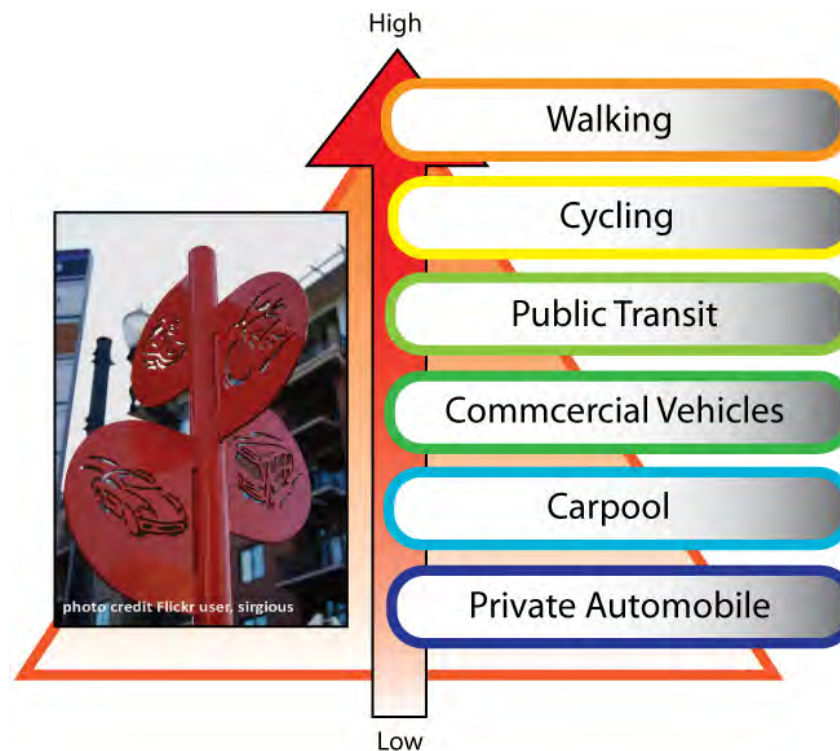 High
Walking
Cycling
Public Transit
Commcercial Vehicles
Carpool
Private Automobile
photo credit Flickr user, sirgious
Low